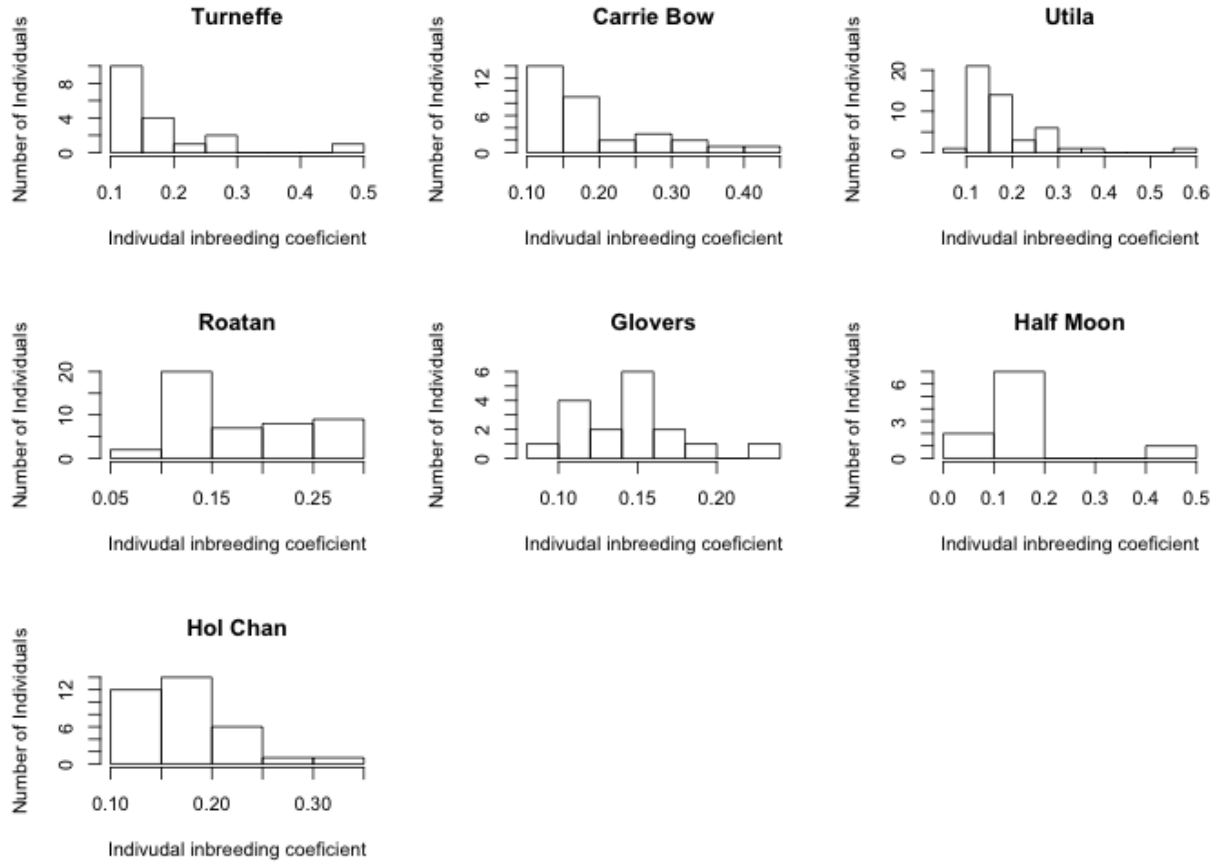 Turneffe
Number of Individuals
0 4 8
0.1 0.2 0.3 0.4 0.5
Indivudal inbreeding coeficient
Carrie Bow
Number of Individuals
0 6 12
0.10 0.20 0.30 0.40
Indivudal inbreeding coeficient
Utila
Number of Individuals
0 10 20
0.1 0.2 0.3 0.4 0.5 0.6
Indivudal inbreeding coeficient
Roatan
Number of Individuals
0 10 20
0.05 0.15 0.25
Indivudal inbreeding coeficient
Glovers
Number of Individuals
0 2 4 6
0.10 0.15 0.20
Indivudal inbreeding coeficient
Half Moon
Number of Individuals
0 3 6
0.0 0.1 0.2 0.3 0.4 0.5
Indivudal inbreeding coeficient
Hol Chan
Number of Individuals
0 6 12
0.10 0.20 0.30
Indivudal inbreeding coeficient